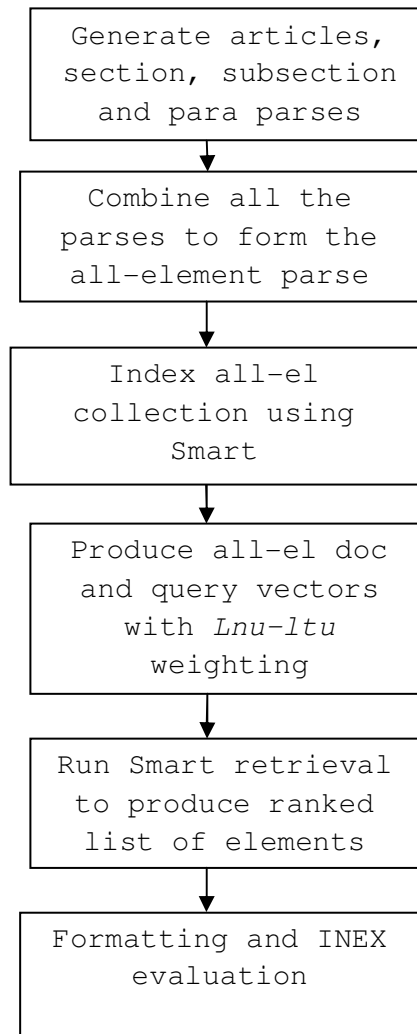 Generate articles,
section, subsection
and para parses
Combine all the
parses to form the
all-element parse
Index all-el
collection using
Smart
Produce all-el doc
and query vectors
with Lnu-ltu
weighting
Run Smart retrieval
to produce ranked
list of elements
Formatting and INEX
evaluation